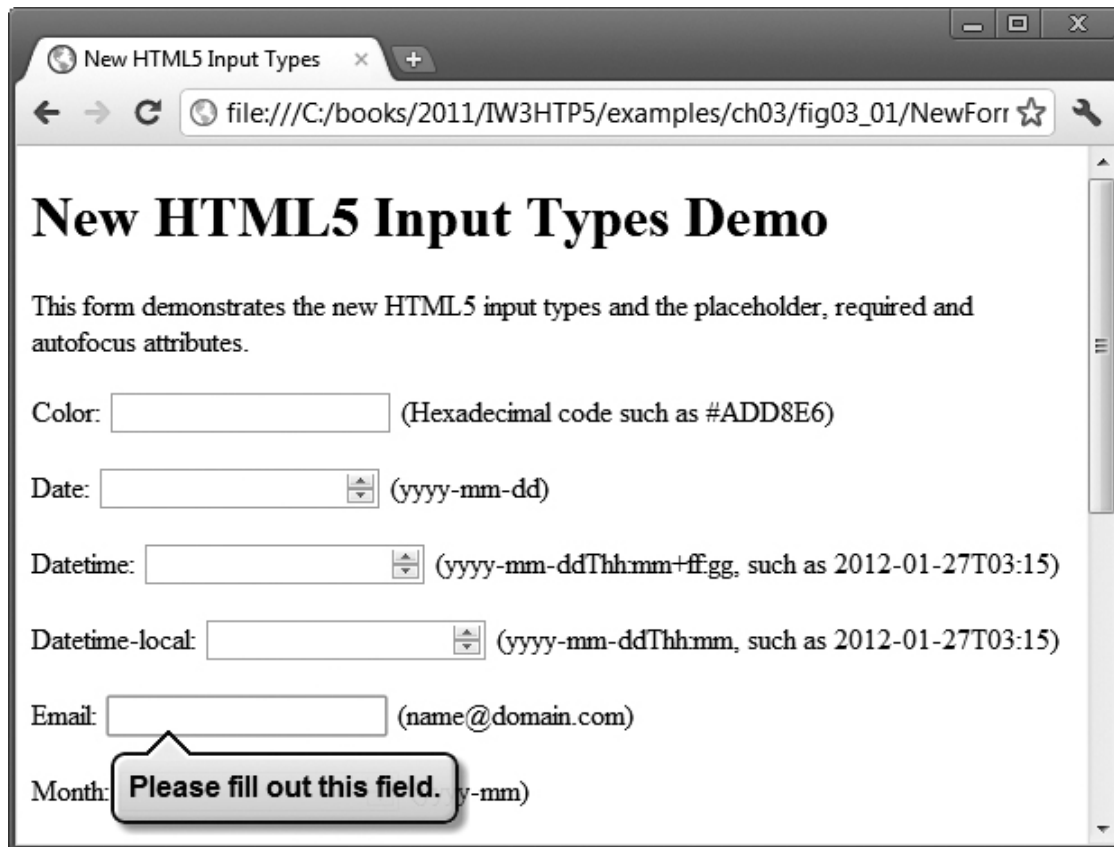 New HTML5 Input Types
file:///C:/books/2011/IW3HTP5/examples/ch03/fig03_01/NewForr
New HTML5 Input Types Demo
This form demonstrates the new HTML5 input types and the placeholder, required and
autofocus attributes.
Color: (Hexadecimal code such as #ADD8E6)
Date: (yyyy-mm-dd)
Datetime: (yyyy-mm-ddThh:mm+ff:gg, such as 2012-01-27T03:15)
Datetime-local: (yyyy-mm-ddThh:mm, such as 2012-01-27T03:15)
Email: (name@domain.com)
Please fill out this field.
Month: y-mm)